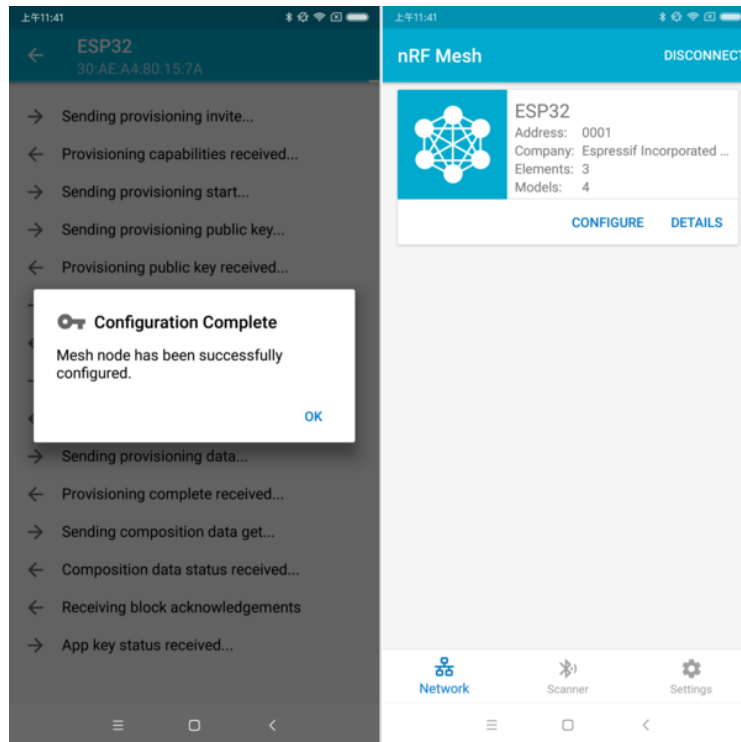 上午11:41
ESP32
30:AE:A4:80:15:7A
Sending provisioning invite...
Provisioning capabilities received...
Sending provisioning start...
Sending provisioning public key...
Provisioning public key received...
Configuration Complete
Mesh node has been successfully
configured.
OK
Sending provisioning data...
Provisioning complete received...
Sending composition data get...
Composition data status received...
Receiving block acknowledgements
App key status received...
上午11:41
nRF Mesh
DISCONNECT
ESP32
Address: 0001
Company: Espressif Incorporated ...
Elements: 3
Models: 4
CONFIGURE DETAILS
Network Scanner Settings